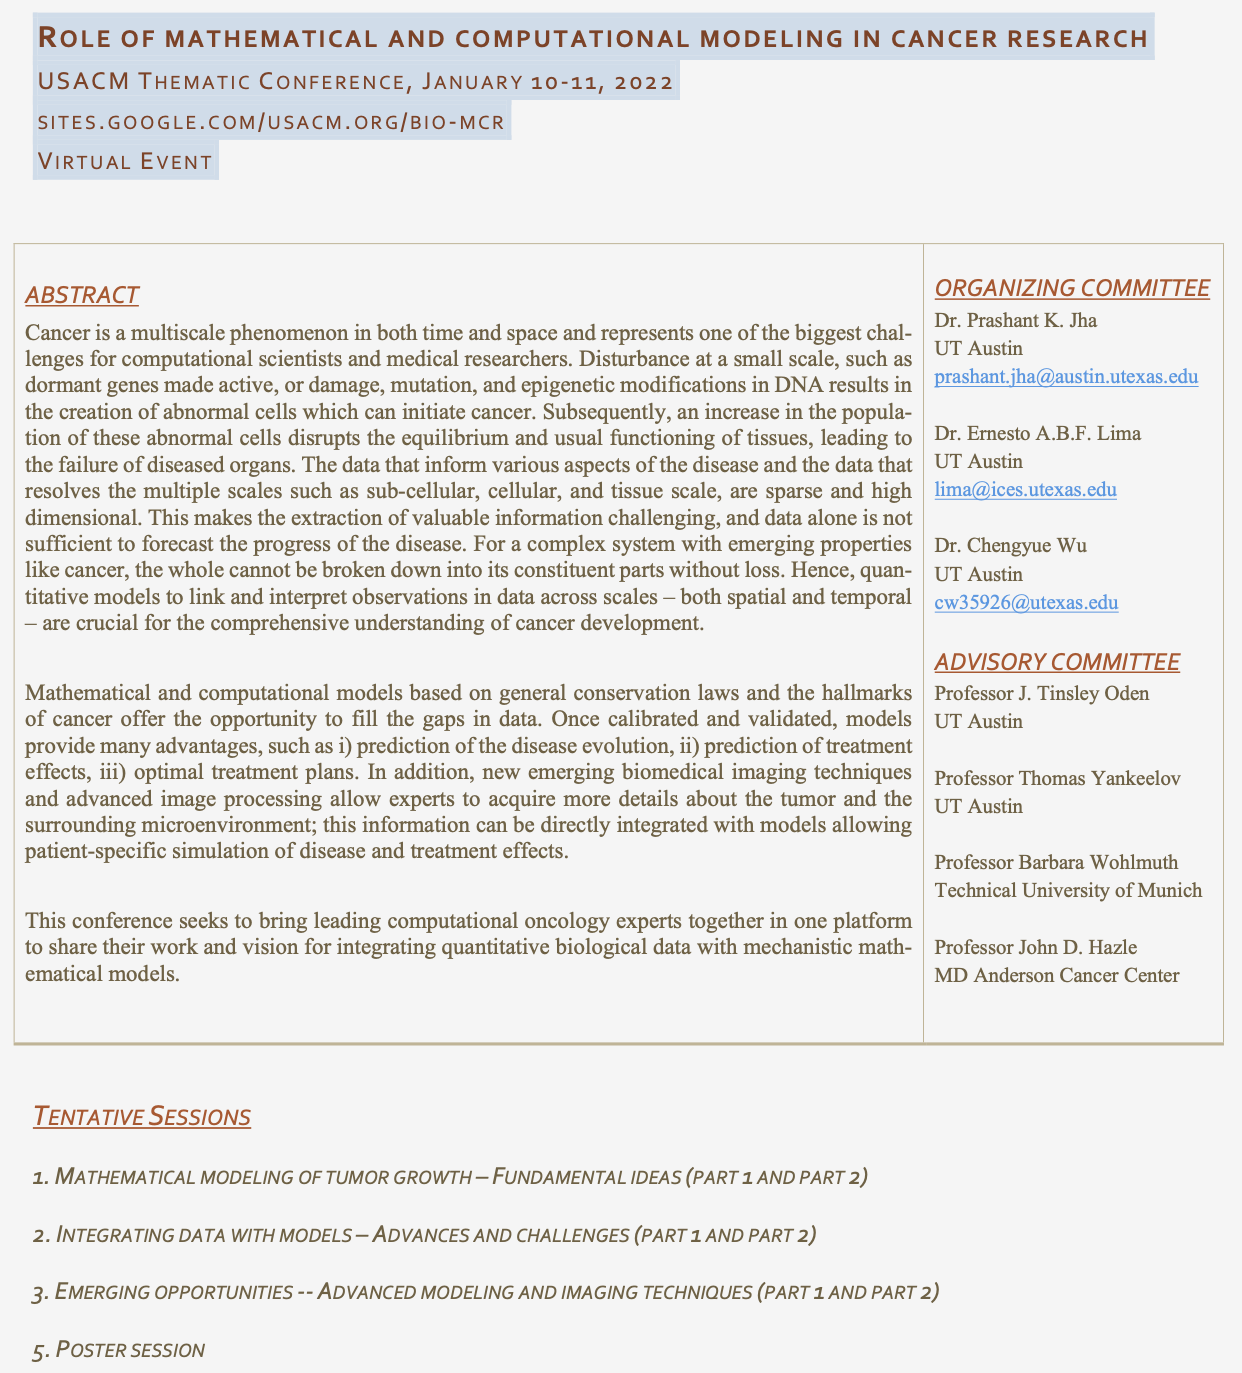 ROLE OF MATHEMATICAL AND COMPUTATIONAL MODELING IN CANCER RESEARCH
USACM THEMATIC CONFERENCE, JANUARY 10-11, 2022
SITES.GOOGLE.COM/USACM.ORG/BIO-MCR
VIRTUAL EVENT
ABSTRACT
Cancer is a multiscale phenomenon in both time and space and represents one of the biggest chal-
lenges for computational scientists and medical researchers. Disturbance at a small scale, such as
dormant genes made active, or damage, mutation, and epigenetic modifications in DNA results in
the creation of abnormal cells which can initiate cancer. Subsequently, an increase in the popula-
tion of these abnormal cells disrupts the equilibrium and usual functioning of tissues, leading to
the failure of diseased organs. The data that inform various aspects of the disease and the data that
resolves the multiple scales such as sub-cellular, cellular, and tissue scale, are sparse and high
dimensional. This makes the extraction of valuable information challenging, and data alone is not
sufficient to forecast the progress of the disease. For a complex system with emerging properties
like cancer, the whole cannot be broken down into its constituent parts without loss. Hence, quan-
titative models to link and interpret observations in data across scales – both spatial and temporal
– are crucial for the comprehensive understanding of cancer development.
Mathematical and computational models based on general conservation laws and the hallmarks
of cancer offer the opportunity to fill the gaps in data. Once calibrated and validated, models
provide many advantages, such as i) prediction of the disease evolution, ii) prediction of treatment
effects, iii) optimal treatment plans. In addition, new emerging biomedical imaging techniques
and advanced image processing allow experts to acquire more details about the tumor and the
surrounding microenvironment; this information can be directly integrated with models allowing
patient-specific simulation of disease and treatment effects.
This conference seeks to bring leading computational oncology experts together in one platform
to share their work and vision for integrating quantitative biological data with mechanistic math-
ematical models.
ORGANIZING COMMITTEE
Dr. Prashant K. Jha
UT Austin
prashant.jha@austin.utexas.edu
Dr. Ernesto A.B.F. Lima
UT Austin
lima@ices.utexas.edu
Dr. Chengyue Wu
UT Austin
cw35926@utexas.edu
ADVISORY COMMITTEE
Professor J. Tinsley Oden
UT Austin
Professor Thomas Yankeelov
UT Austin
Professor Barbara Wohlmuth
Technical University of Munich
Professor John D. Hazle
MD Anderson Cancer Center
TENTATIVE SESSIONS
1. MATHEMATICAL MODELING OF TUMOR GROWTH – FUNDAMENTAL IDEAS (PART 1 AND PART 2)
2. INTEGRATING DATA WITH MODELS – ADVANCES AND CHALLENGES (PART 1 AND PART 2)
3. EMERGING OPPORTUNITIES -- ADVANCED MODELING AND IMAGING TECHNIQUES (PART 1 AND PART 2)
5. POSTER SESSION